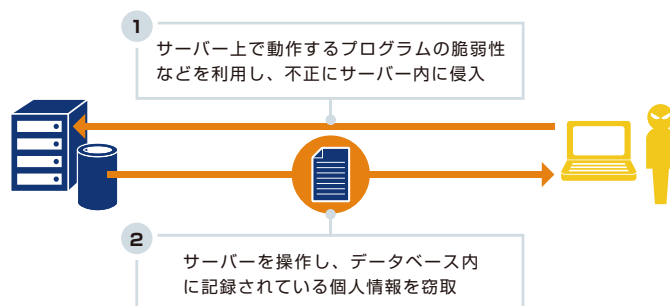 1
サーバー上で動作するプログラムの脆弱性
などを利用し、不正にサーバー内に侵入
2
サーバーを操作し、データベース内
に記録されている個人情報を窃取